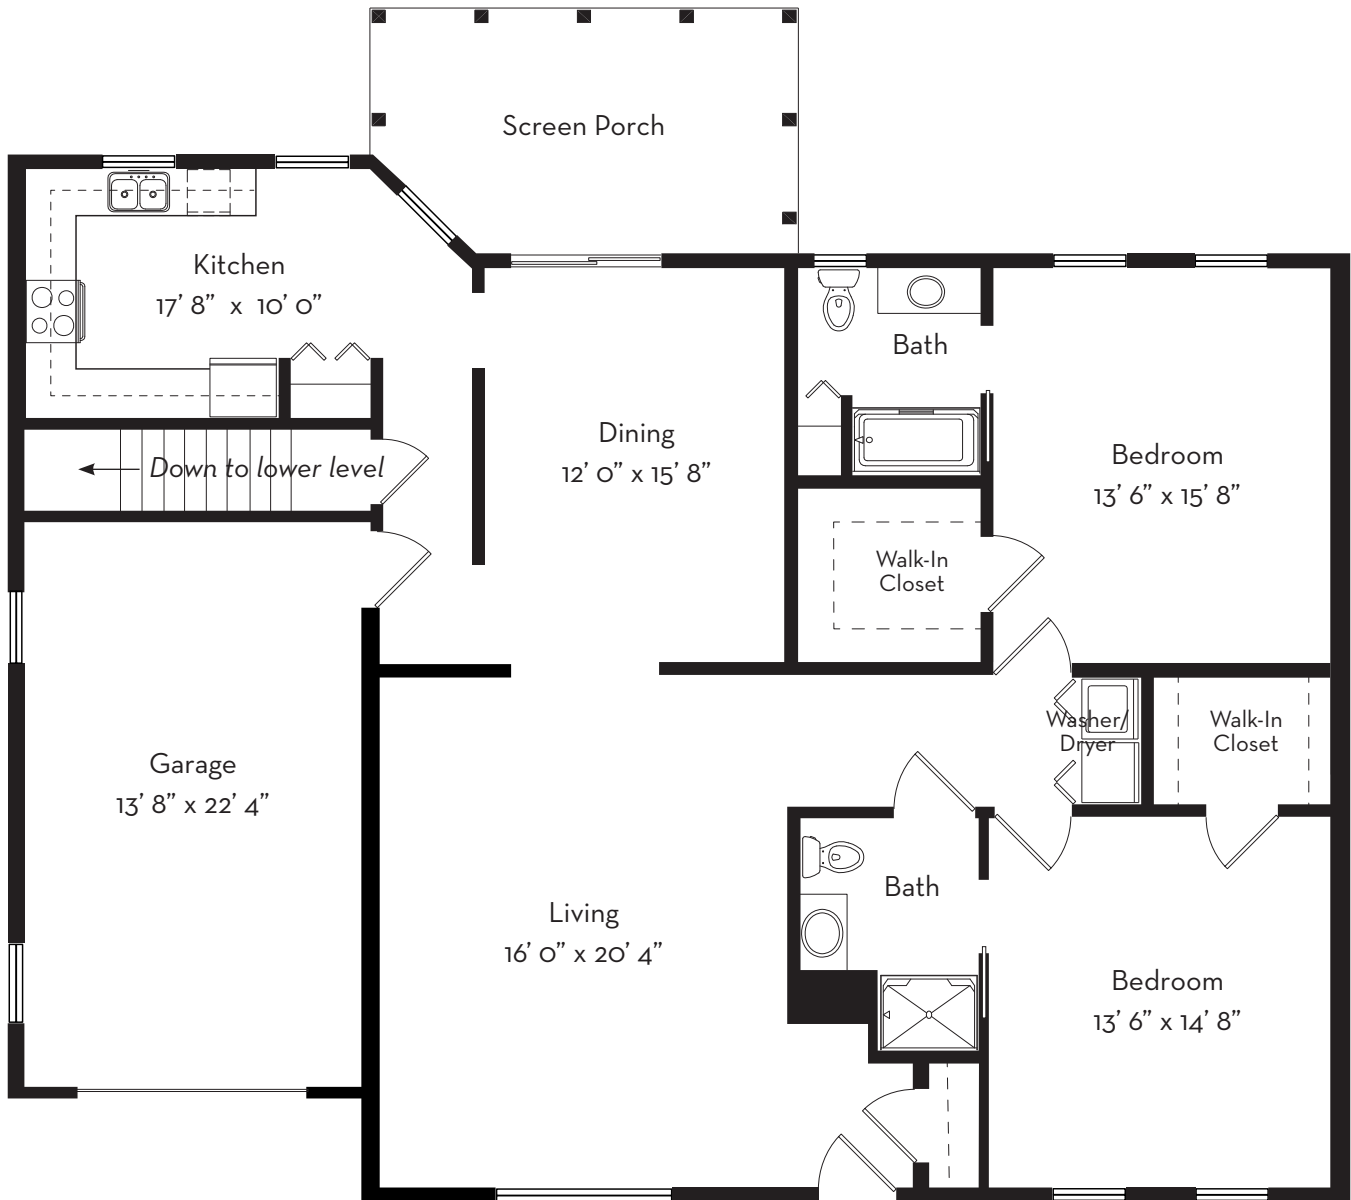 Screen Porch
Kitchen
17’ 8” x 10’ 0”
Bath
Dining
12’ 0” x 15’ 8”
Bedroom
13’ 6” x 15’ 8”
Down to lower level
Walk-In
Closet
Washer/
Dryer
Walk-In
Closet
Garage
13’ 8” x 22’ 4”
Bath
Living
16’ 0” x 20’ 4”
Bedroom
13’ 6” x 14’ 8”